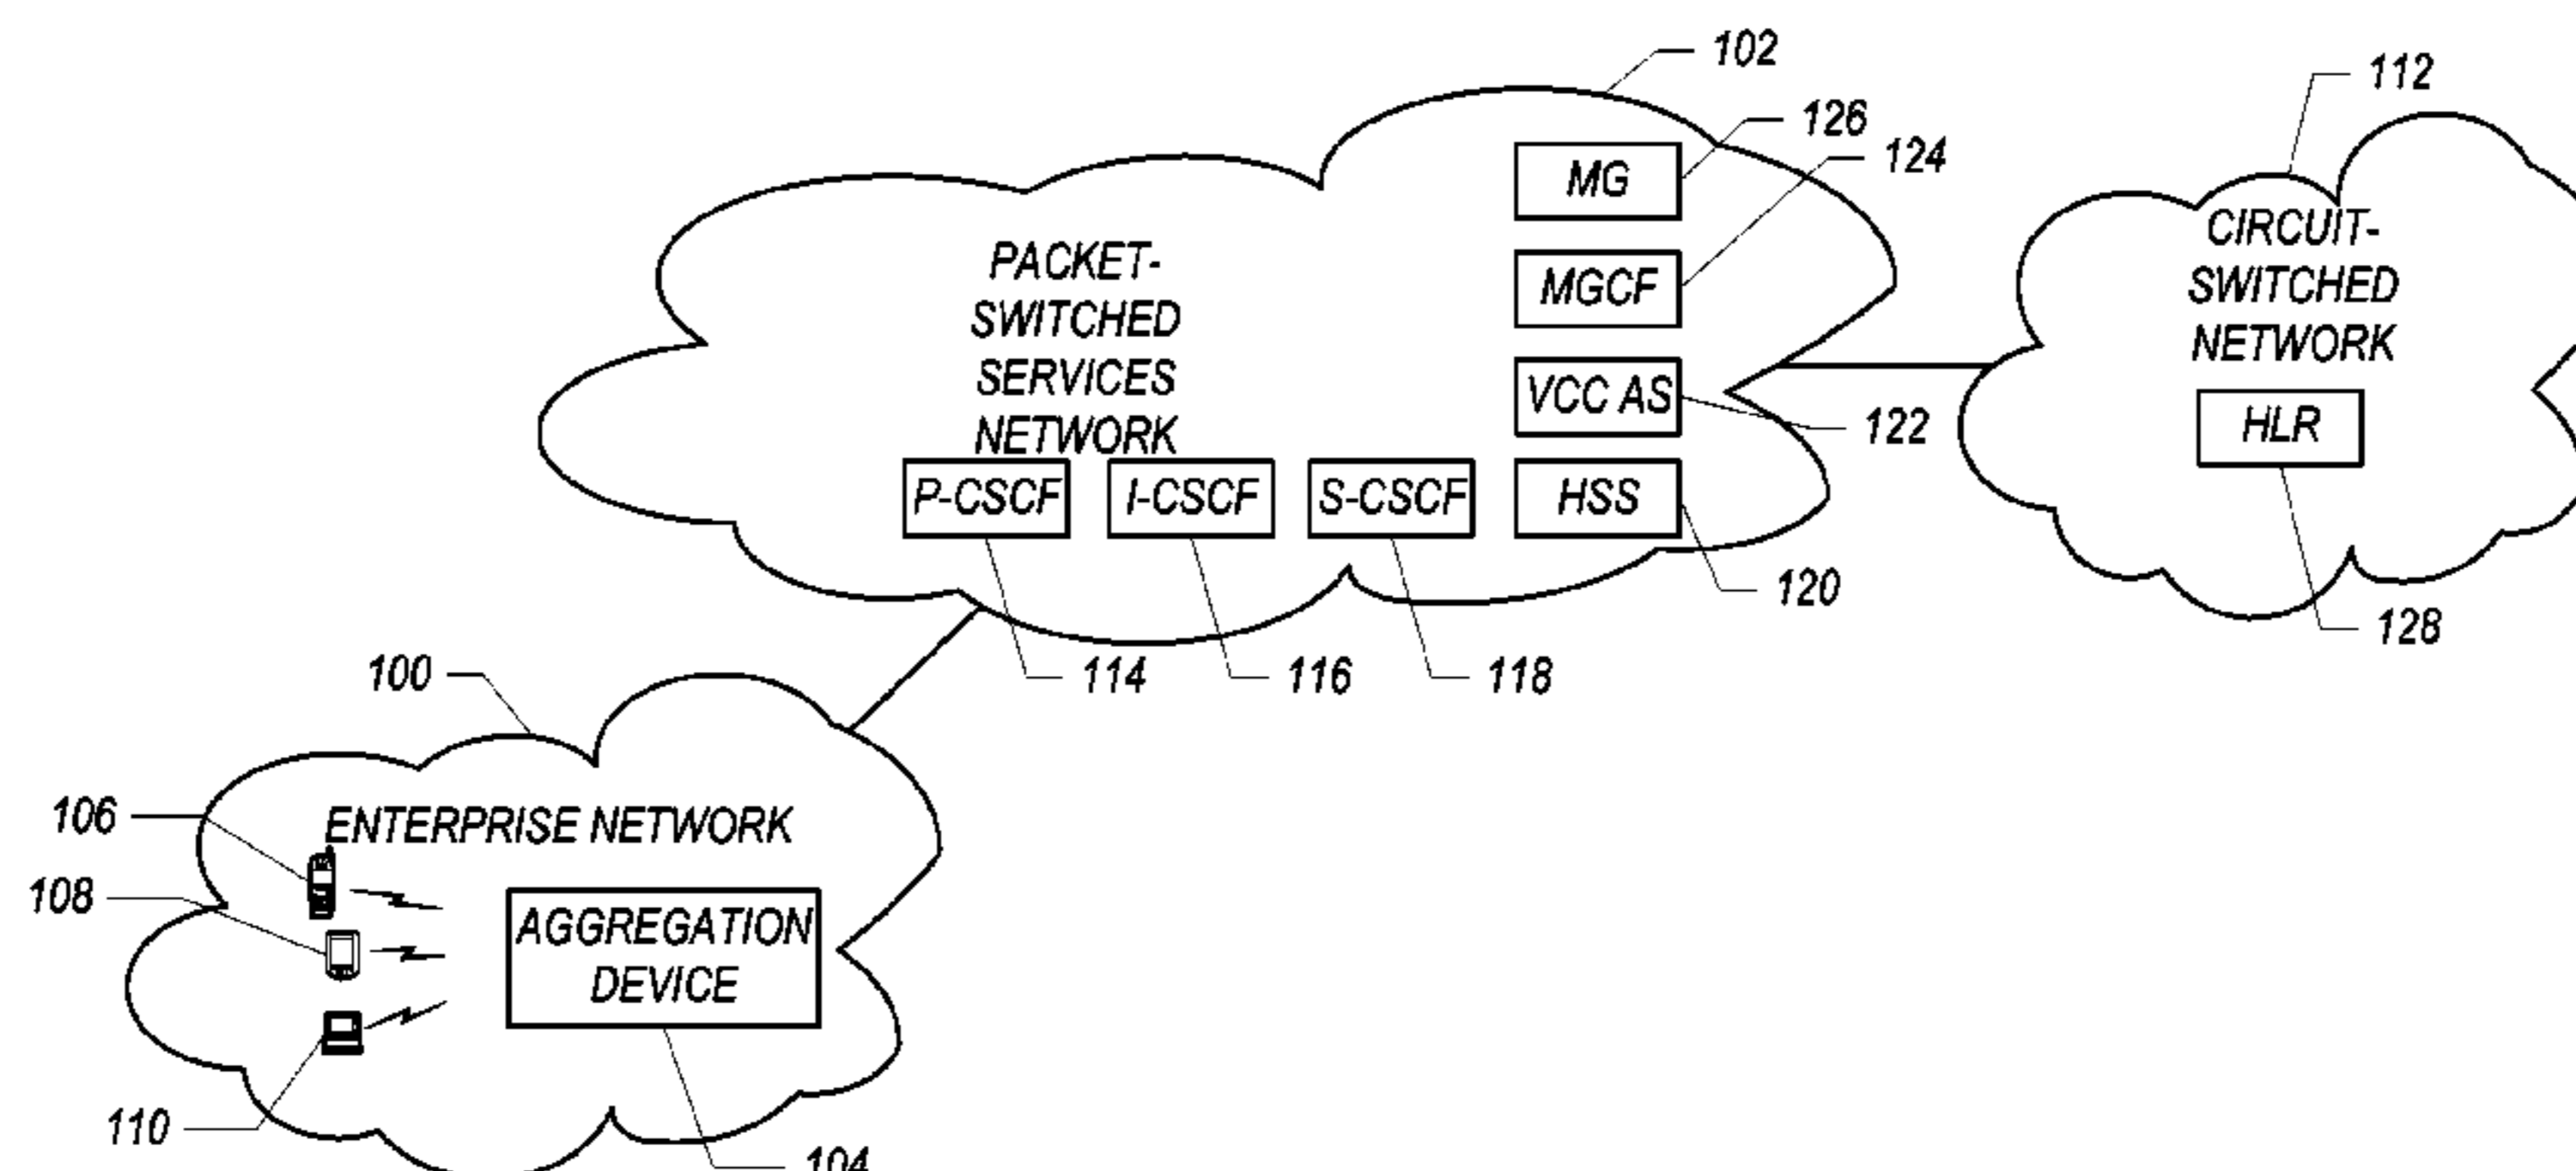 102
112
126
MG
124
PACKET-
SWITCHED
SERVICES
NETWORK
MGCF
CIRCUIT-
SWITCHED
NETWORK
VCC AS
122
HLR
P-CSCF
I-CSCF
S-CSCF
HSS
120
128
100
114
116
118
106
ENTERPRISE NETWORK
108
AGGREGATION
DEVICE
110
104